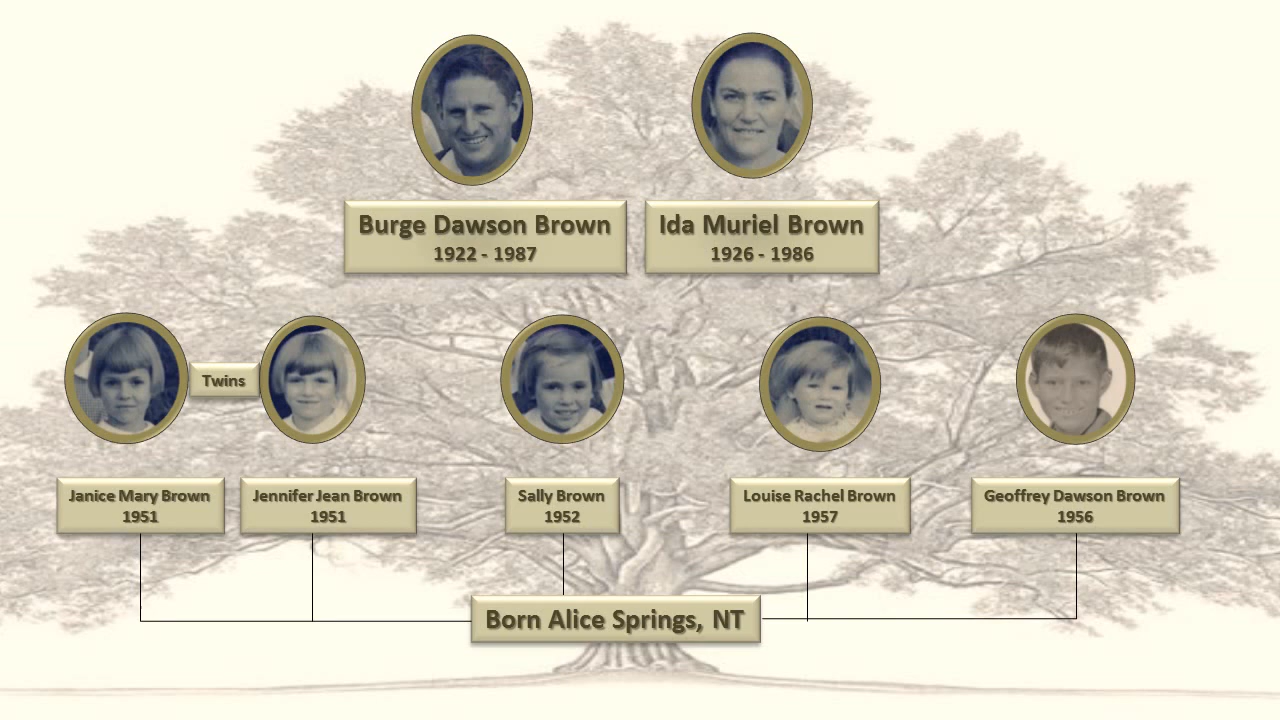 Burge Dawson Brown
1922 - 1987
Ida Muriel Brown
1926 - 1986
Twins
Janice Mary Brown
1951
Jennifer Jean Brown
1951
Sally Brown
1952
Louise Rachel Brown
1957
Geoffrey Dawson Brown
1956
Born Alice Springs, NT